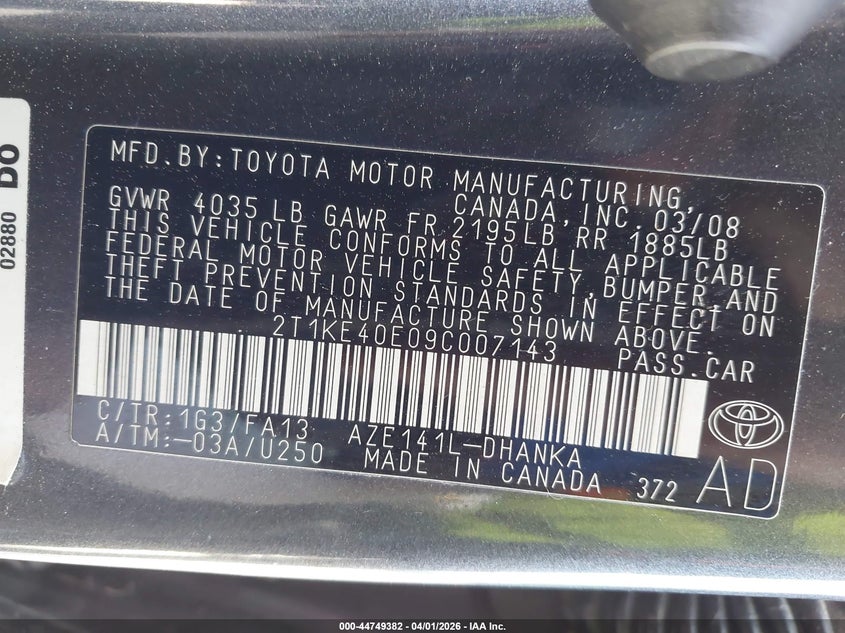 MFD.BY:TOYOTA MOTOR MANUFACTURING,
CANADA,INC. 03/08
GVWR 4035 LB GAWR FR 2195LB RR 1885LB
THIS VEHICLE CONFORMS TO ALL APPLICABLE
FEDERAL MOTOR VEHICLE SAFETY,BUMPER,AND
THEFT PREVENTION STANDARDS IN EFFECT ON
THE DATE OF MANUFACTURE SHOWN ABOVE.
2T1KE40E09C007143 PASS.CAR
C/TR:1G3/FA13 AZE141L-DHANKA
A/TM:-03A/U250 MADE IN CANADA 372 AD
02880 DO
000-44749382 - 04/01/2026 - IAA Inc.